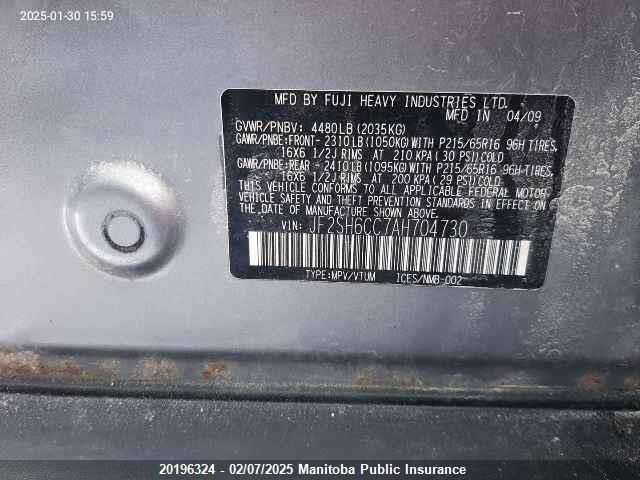 2025-01-30 15:59
MFD BY FUJI HEAVY INDUSTRIES LTD.
MFD IN 04/09
GVWR/PNBV: 4480LB (2035KG)
GAWR/PNBE:FRONT- 2310LB (1050KG) WITH P215/65R16 96H TIRES,
16X6 1/2J RIMS AT 210 KPA (30 PSI) COLD
GAWR/PNBE:REAR - 2410LB (1095KG) WITH P215/65R16 96H TIRES,
16X6 1/2J RIMS AT 200 KPA (29 PSI) COLD
THIS VEHICLE CONFORMS TO ALL APPLICABLE FEDERAL MOTOR
VEHICLE SAFETY STANDARDS IN EFFECT ON
THE DATE OF MANUFACTURE SHOWN ABOVE
VIN: JF2SH6CC7AH704730
TYPE:MPV/VTUM ICES/NMB-002
20196324 - 02/07/2025 Manitoba Public Insurance